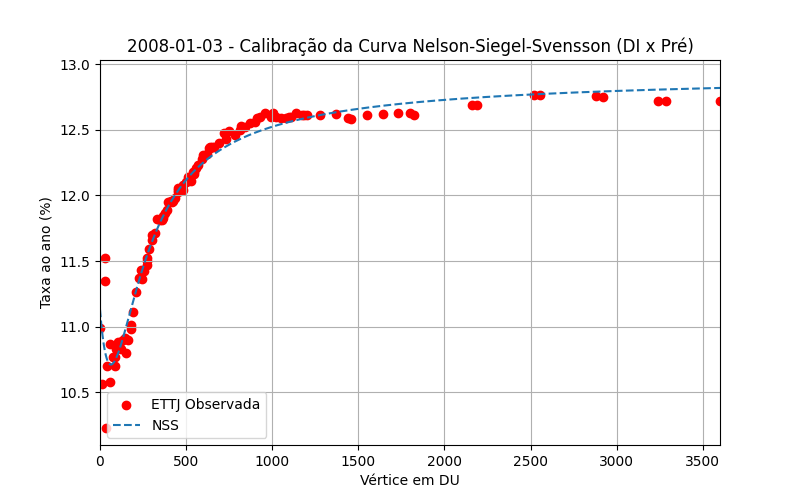 2008-01-03 - Calibração da Curva Nelson-Siegel-Svensson (DI x Pré)
Taxa ao ano (%)
13.0
12.5
12.0
11.5
11.0
10.5
ETTJ Observada
NSS
0 500 1000 1500 2000 2500 3000 3500
Vértice em DU